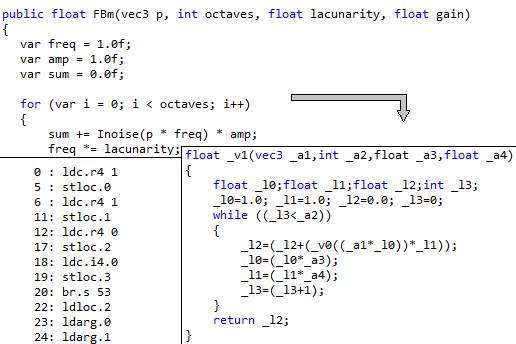 public float FBm(vec3 p, int octaves, float lacunarity, float gain)
{
var freq = 1.0f;
var amp = 1.0f;
var sum = 0.0f;
for (var i = 0; i < octaves; i++)
{
sum += Inoise(p * freq) * amp;
freq *= lacunarity;
0 : ldc.r4 1
5 : stloc.0
6 : ldc.r4 1
11: stloc.1
12: ldc.r4 0
17: stloc.2
18: ldc.i4.0
19: stloc.3
20: br.s 53
22: ldloc.2
23: ldarg.0
24: ldarg.1
float _v1(vec3 _a1,int _a2,float _a3,float _a4)
{
float _l0;float _l1;float _l2;int _l3;
_l0=1.0; _l1=1.0; _l2=0.0; _l3=0;
while ((_l3<_a2))
{
_l2=(_l2+(_v0((_a1*_l0))*_l1));
_l0=(_l0*_a3);
_l1=(_l1*_a4);
_l3=(_l3+1);
}
return _l2;
}